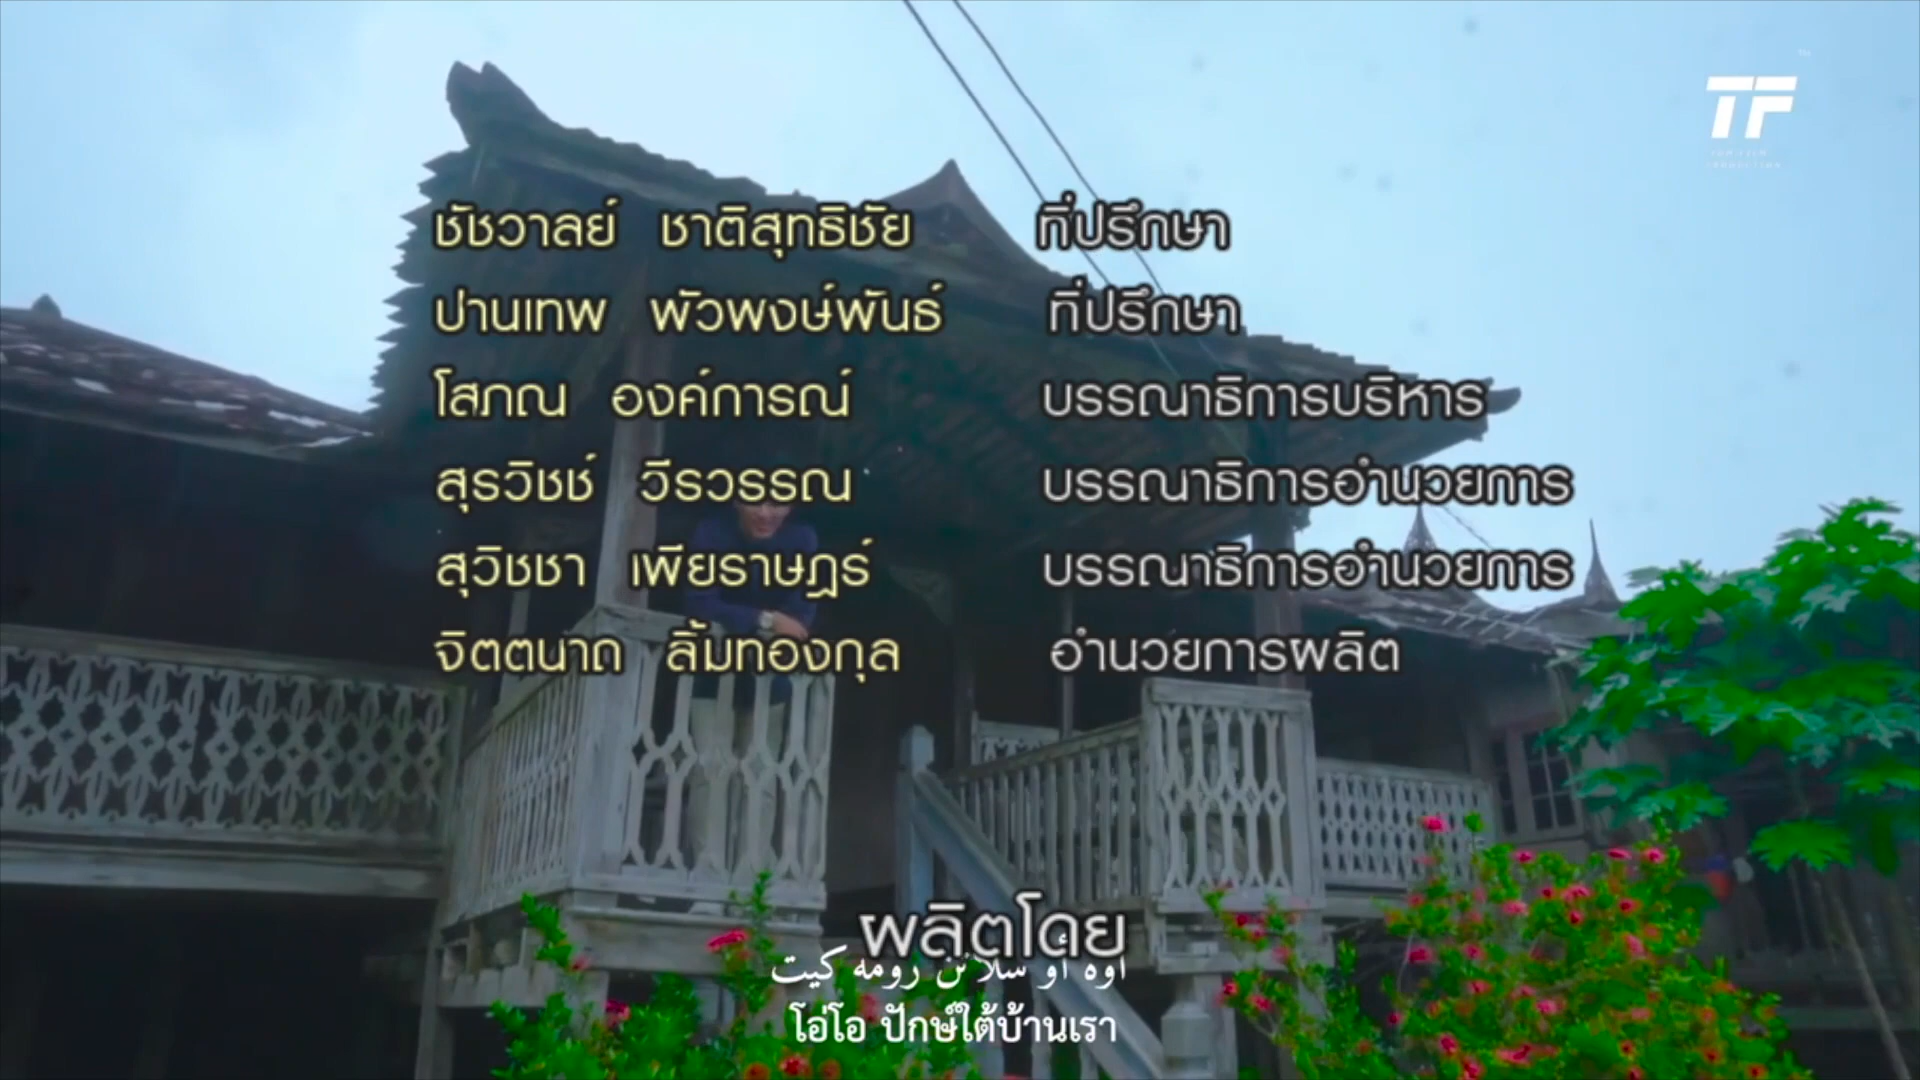 TF
ชัชวาลย์ ชาติสุทธิชัย ที่ปรึกษา
ปานเทพ พัวพงษ์พันธ์ ที่ปรึกษา
โสภณ องค์การณ์ บรรณาธิการบริหาร
สุรวิชช์ วีรวรรณ บรรณาธิการอำนวยการ
สุวิชชา เพียราษฎร์ บรรณาธิการอำนวยการ
จิตตนาถ ลิ้มทองกุล อำนวยการผลิต
ผลิตโดย
اوه أو سلاتن رومه كيت
โอ่โอ ปักษ์ใต้บ้านเรา